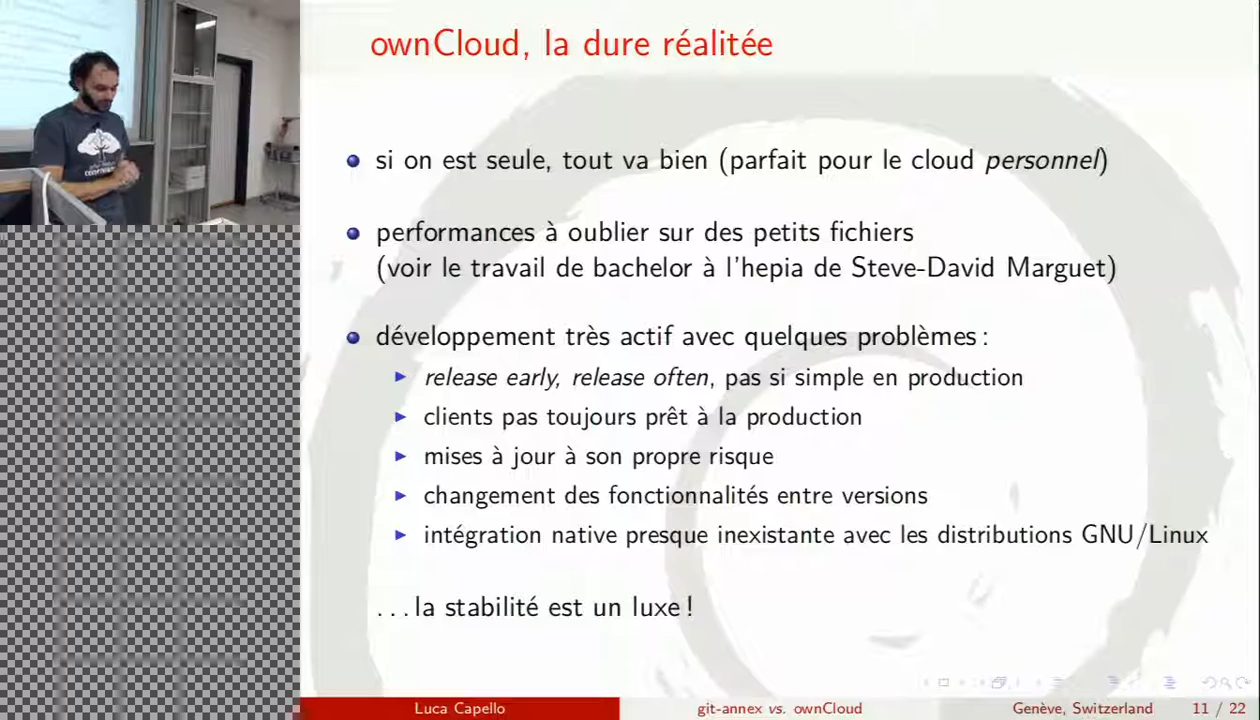 ownCloud, la dure réalitée
si on est seule, tout va bien (parfait pour le cloud personnel)
performances à oublier sur des petits fichiers
(voir le travail de bachelor à l'hepia de Steve-David Marguet)
développement très actif avec quelques problèmes :
release early, release often, pas si simple en production
clients pas toujours prêt à la production
mises à jour à son propre risque
changement des fonctionnalités entre versions
intégration native presque inexistante avec les distributions GNU/Linux
...la stabilité est un luxe !
Luca Capello
git-annex vs. ownCloud
Genève, Switzerland
11 / 22